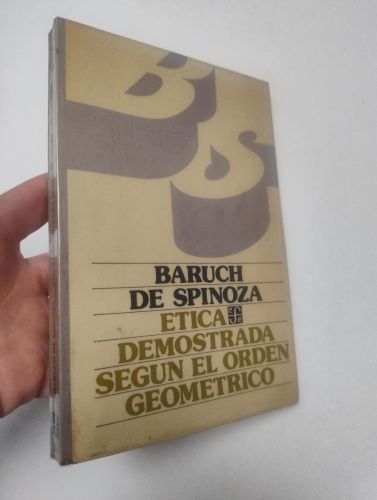 BS
BARUCH
DE SPINOZA
ETICA
DEMOSTRADA
SEGUN EL ORDEN
GEOMETRICO